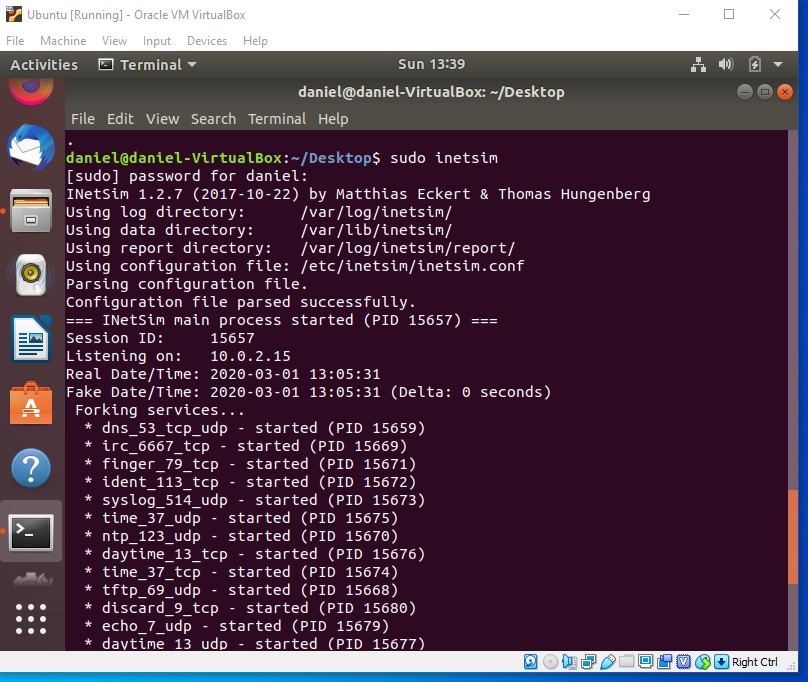 Ubuntu [Running] - Oracle VM VirtualBox
File Machine View Input Devices Help
Activities Terminal Sun 13:39
daniel@daniel-VirtualBox: ~/Desktop
File Edit View Search Terminal Help
.
daniel@daniel-VirtualBox:~/Desktop$ sudo inetsim
[sudo] password for daniel:
INetSim 1.2.7 (2017-10-22) by Matthias Eckert & Thomas Hungenberg
Using log directory:      /var/log/inetsim/
Using data directory:     /var/lib/inetsim/
Using report directory:   /var/log/inetsim/report/
Using configuration file: /etc/inetsim/inetsim.conf
Parsing configuration file.
Configuration file parsed successfully.
=== INetSim main process started (PID 15657) ===
Session ID:     15657
Listening on:   10.0.2.15
Real Date/Time: 2020-03-01 13:05:31
Fake Date/Time: 2020-03-01 13:05:31 (Delta: 0 seconds)
 Forking services...
  * dns_53_tcp_udp - started (PID 15659)
  * irc_6667_tcp - started (PID 15669)
  * finger_79_tcp - started (PID 15671)
  * ident_113_tcp - started (PID 15672)
  * syslog_514_udp - started (PID 15673)
  * time_37_udp - started (PID 15675)
  * ntp_123_udp - started (PID 15670)
  * daytime_13_tcp - started (PID 15676)
  * time_37_tcp - started (PID 15674)
  * tftp_69_udp - started (PID 15668)
  * discard_9_tcp - started (PID 15680)
  * echo_7_udp - started (PID 15679)
  * daytime_13_udp - started (PID 15677)
Right Ctrl